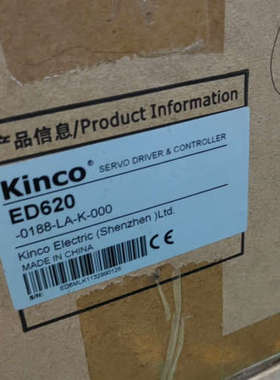 产品信息/Product Information
Kinco® SERVO DRIVER & CONTROLLER
ED620
-0188-LA-K-000
Kinco Electric (Shenzhen )Ltd.
MADE IN CHINA
S/N: